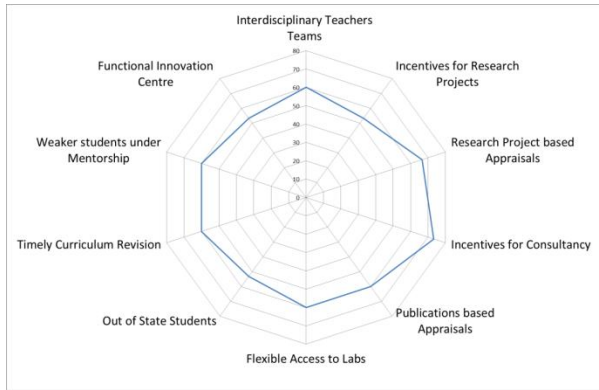 Interdisciplinary Teachers
Teams
80
70
60
50
40
30
20
10
0
Incentives for Research
Projects
Research Project based
Appraisals
Incentives for Consultancy
Publications based
Appraisals
Flexible Access to Labs
Out of State Students
Timely Curriculum Revision
Weaker students under
Mentorship
Functional Innovation
Centre